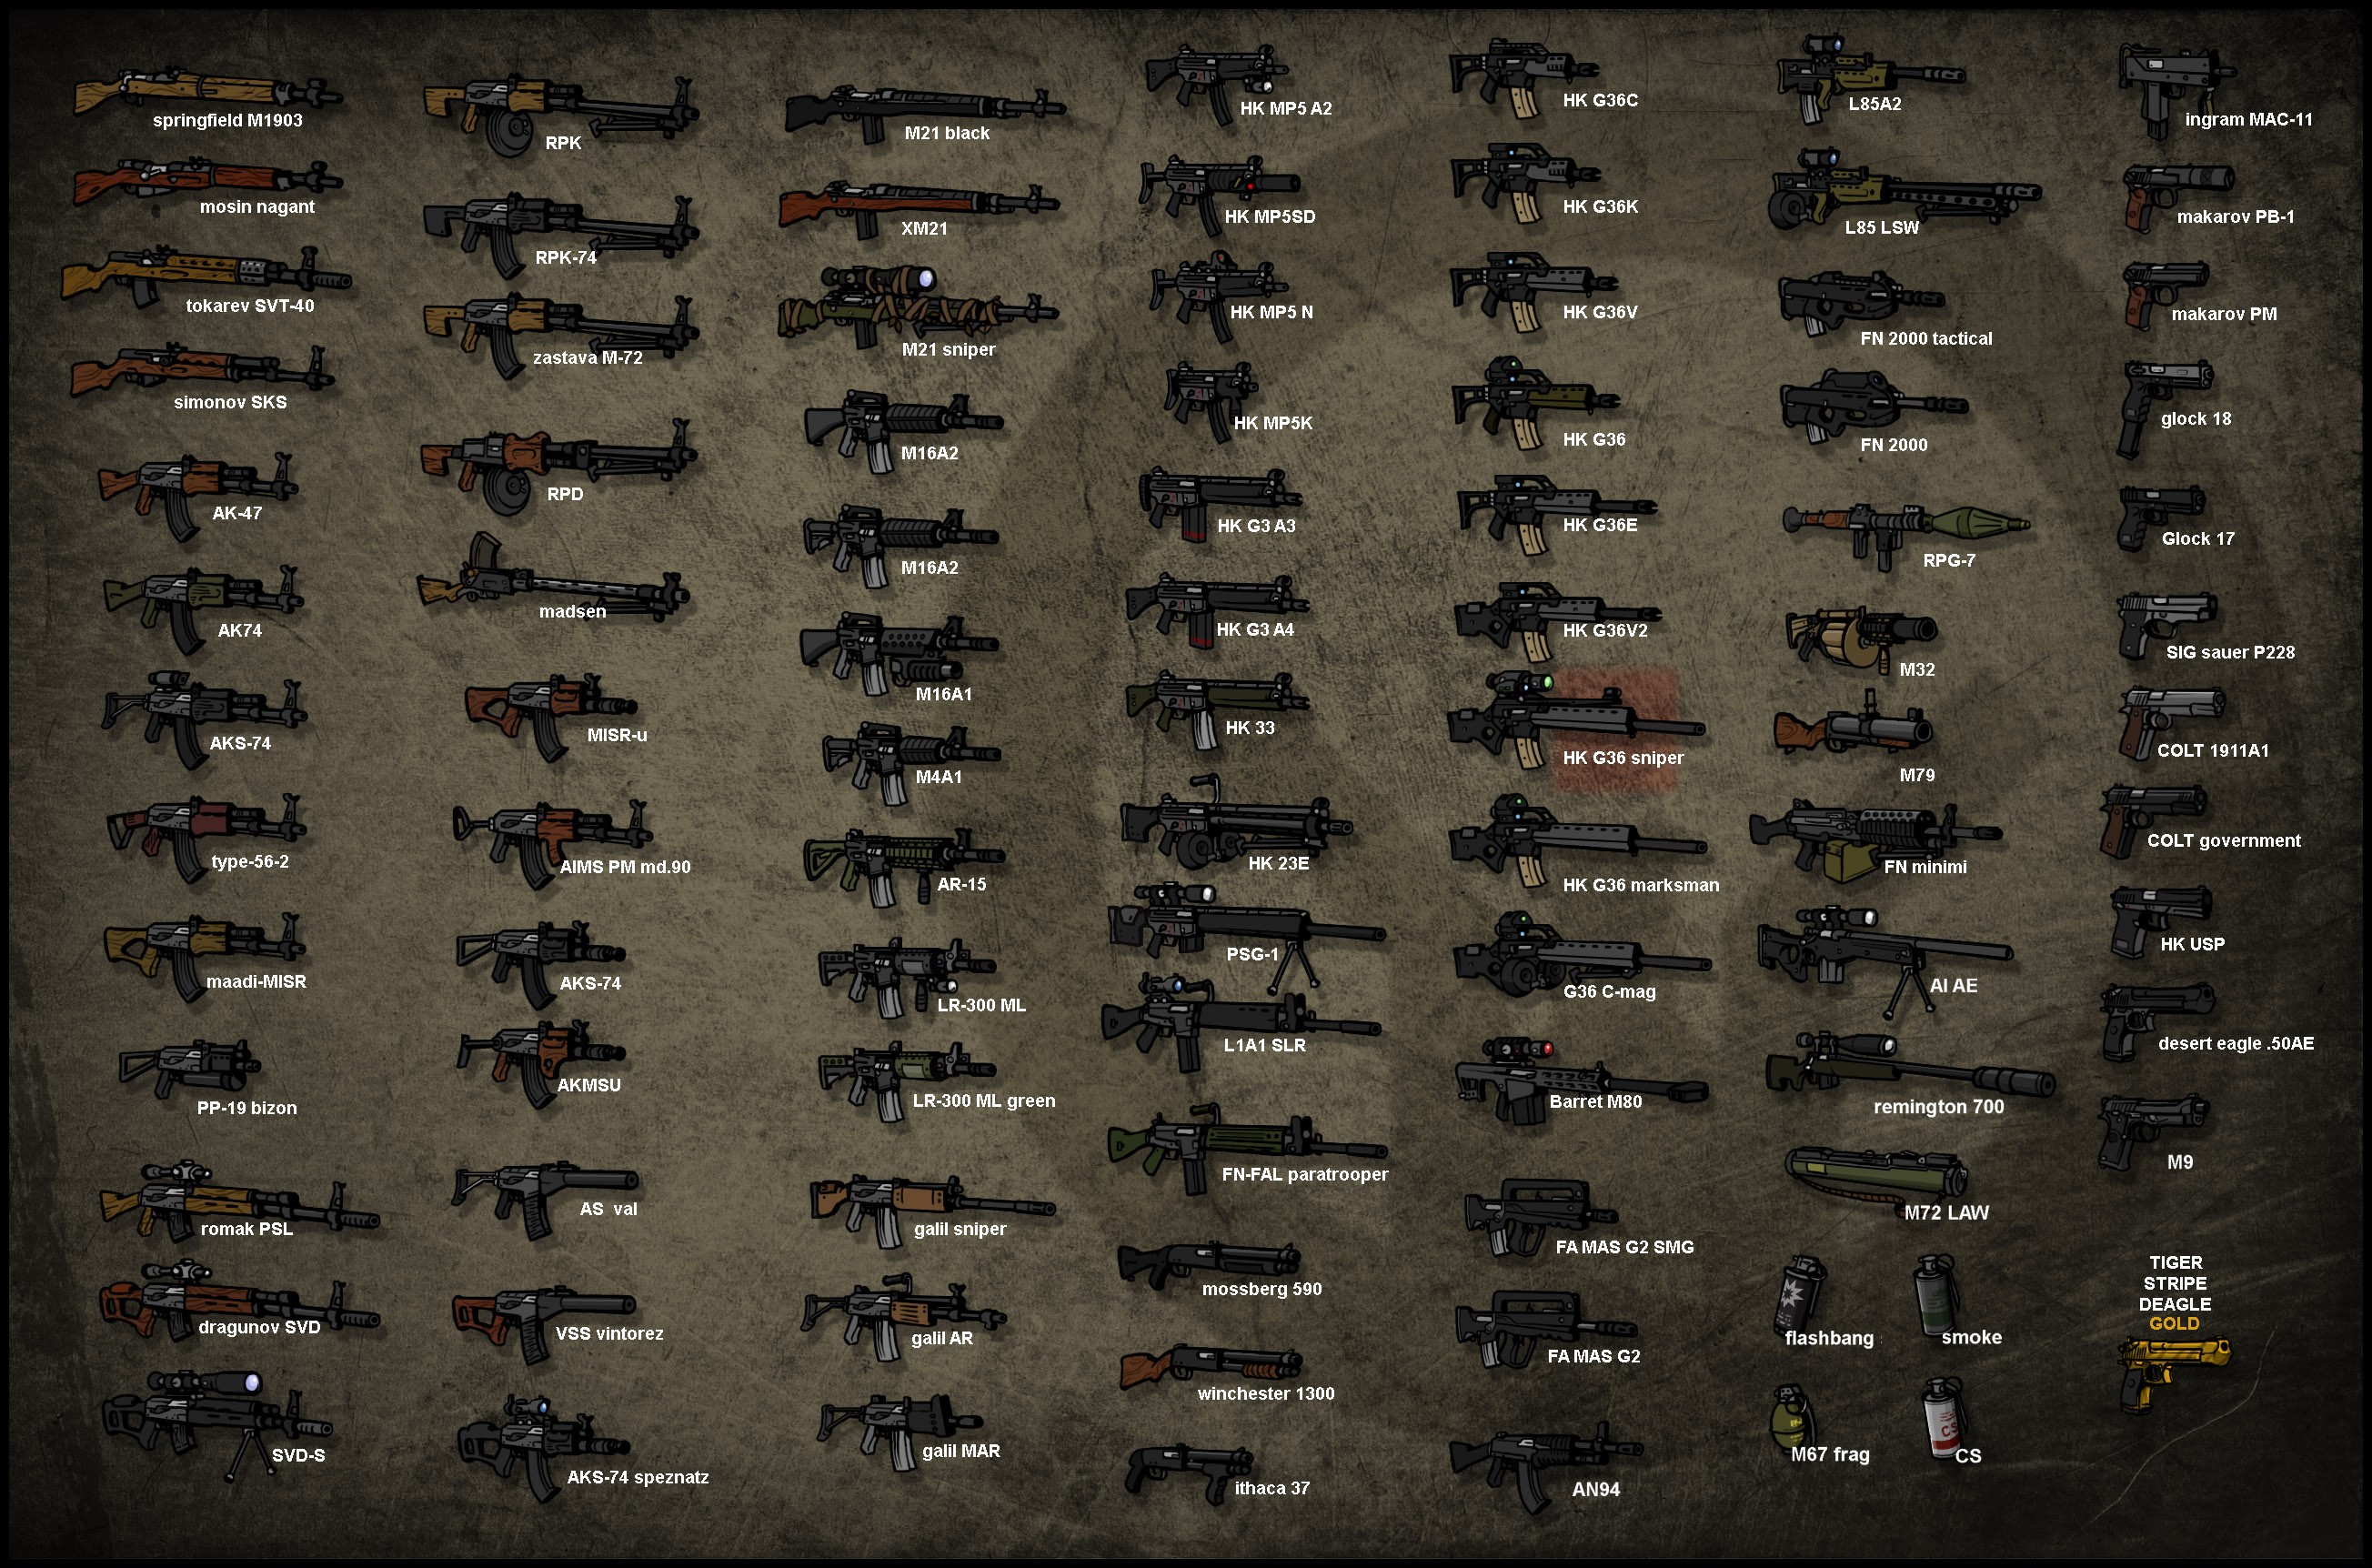 springfield M1903
mosin nagant
tokarev SVT-40
simonov SKS
AK-47
AK74
AKS-74
type-56-2
maadi-MISR
PP-19 bizon
romak PSL
dragunov SVD
SVD-S
RPK
RPK-74
zastava M-72
RPD
madsen
MISR-u
AIMS PM md.90
AKS-74
AKMSU
AS val
VSS vintorez
AKS-74 speznatz
M21 black
XM21
M21 sniper
M16A2
M16A2
M16A1
M4A1
AR-15
LR-300 ML
LR-300 ML green
galil sniper
galil AR
galil MAR
HK MP5 A2
HK MP5SD
HK MP5 N
HK MP5K
HK G3 A3
HK G3 A4
HK 33
HK 23E
PSG-1
L1A1 SLR
FN-FAL paratrooper
mossberg 590
winchester 1300
ithaca 37
HK G36C
HK G36K
HK G36V
HK G36
HK G36E
HK G36V2
HK G36 sniper
HK G36 marksman
G36 C-mag
Barret M80
FA MAS G2 SMG
FA MAS G2
AN94
L85A2
L85 LSW
FN 2000 tactical
FN 2000
RPG-7
M32
M79
FN minimi
AI AE
remington 700
M72 LAW
flashbang
smoke
M67 frag
CS
CS
ingram MAC-11
makarov PB-1
makarov PM
glock 18
Glock 17
SIG sauer P228
COLT 1911A1
COLT government
HK USP
desert eagle .50AE
M9
TIGER
STRIPE
DEAGLE
GOLD